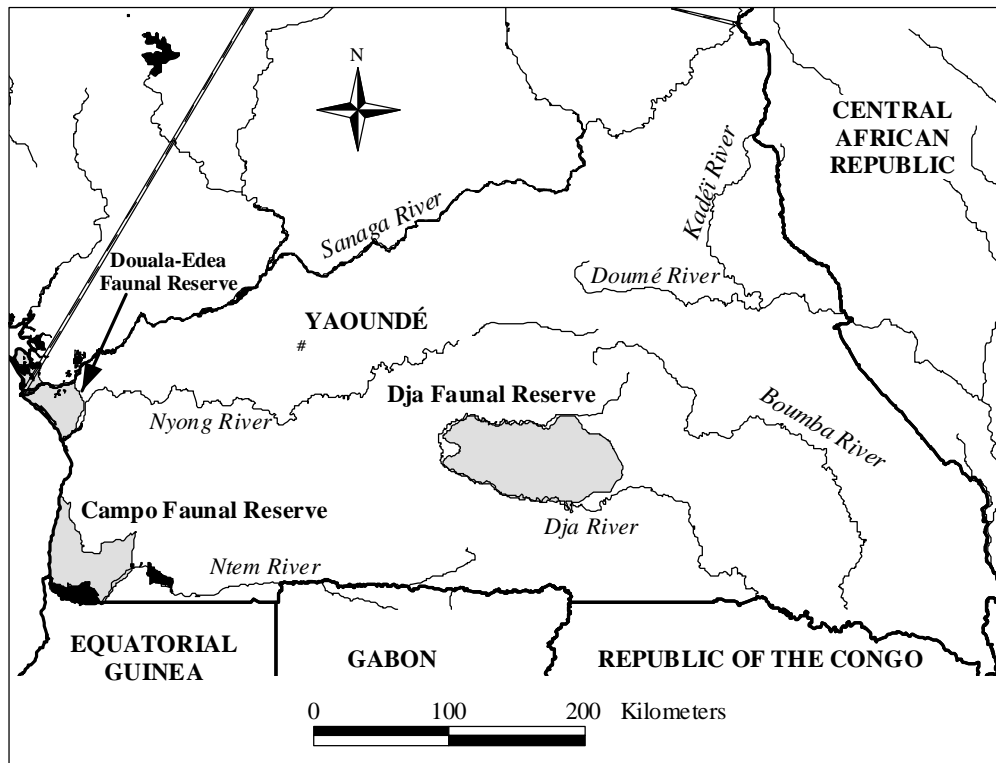 N
CENTRAL
AFRICAN
REPUBLIC
Kadéï River
Sanaga River
Douala-Edea
Faunal Reserve
Doumé River
YAOUNDÉ
#
Dja Faunal Reserve
Boumba River
Nyong River
Campo Faunal Reserve
Dja River
Ntem River
EQUATORIAL
GUINEA
GABON
REPUBLIC OF THE CONGO
0 100 200 Kilometers